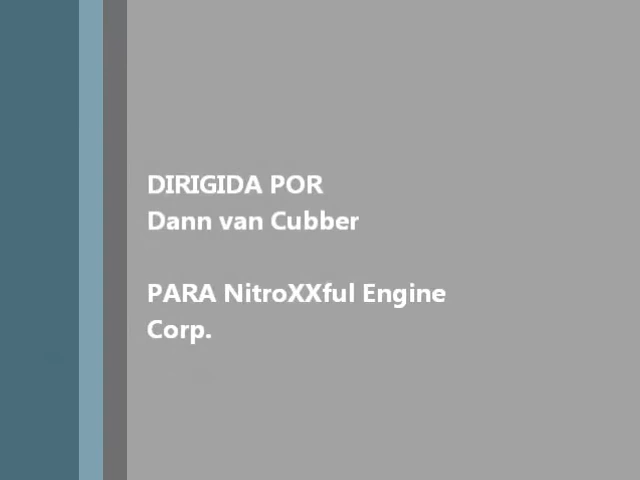 DIRIGIDA POR
Dann van Cubber
PARA NitroXXful Engine
Corp.